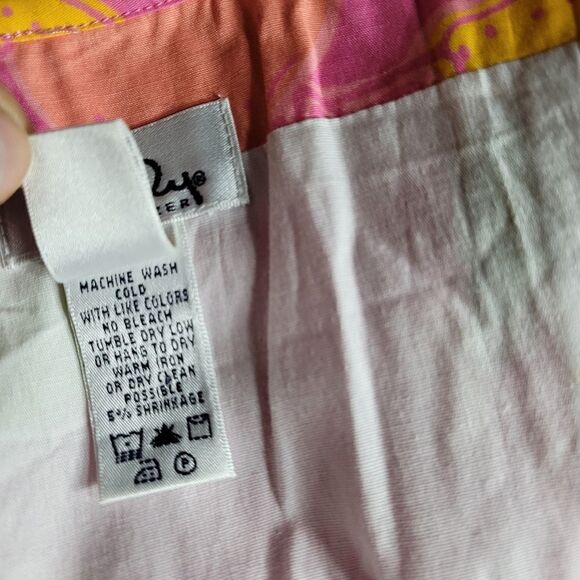 MACHINE WASH
COLD
WITH LIKE COLORS
NO BLEACH
TUMBLE DRY LOW
OR HANG TO DRY
WARM IRON
OR DRY CLEAN
POSSIBLE
5% SHRINKAGE
P